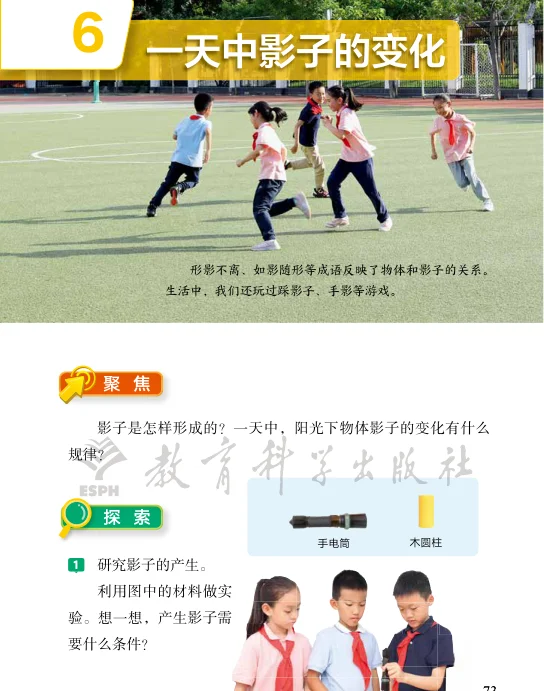 6
一天中影子的变化
形影不离、如影随形等成语反映了物体和影子的关系。
生活中，我们还玩过踩影子、手影等游戏。
聚 焦
影子是怎样形成的？一天中，阳光下物体影子的变化有什么
规律？
教育科学出版社
ESPH
探 索
手电筒
木圆柱
1 研究影子的产生。
利用图中的材料做实
验。想一想，产生影子需
要什么条件？